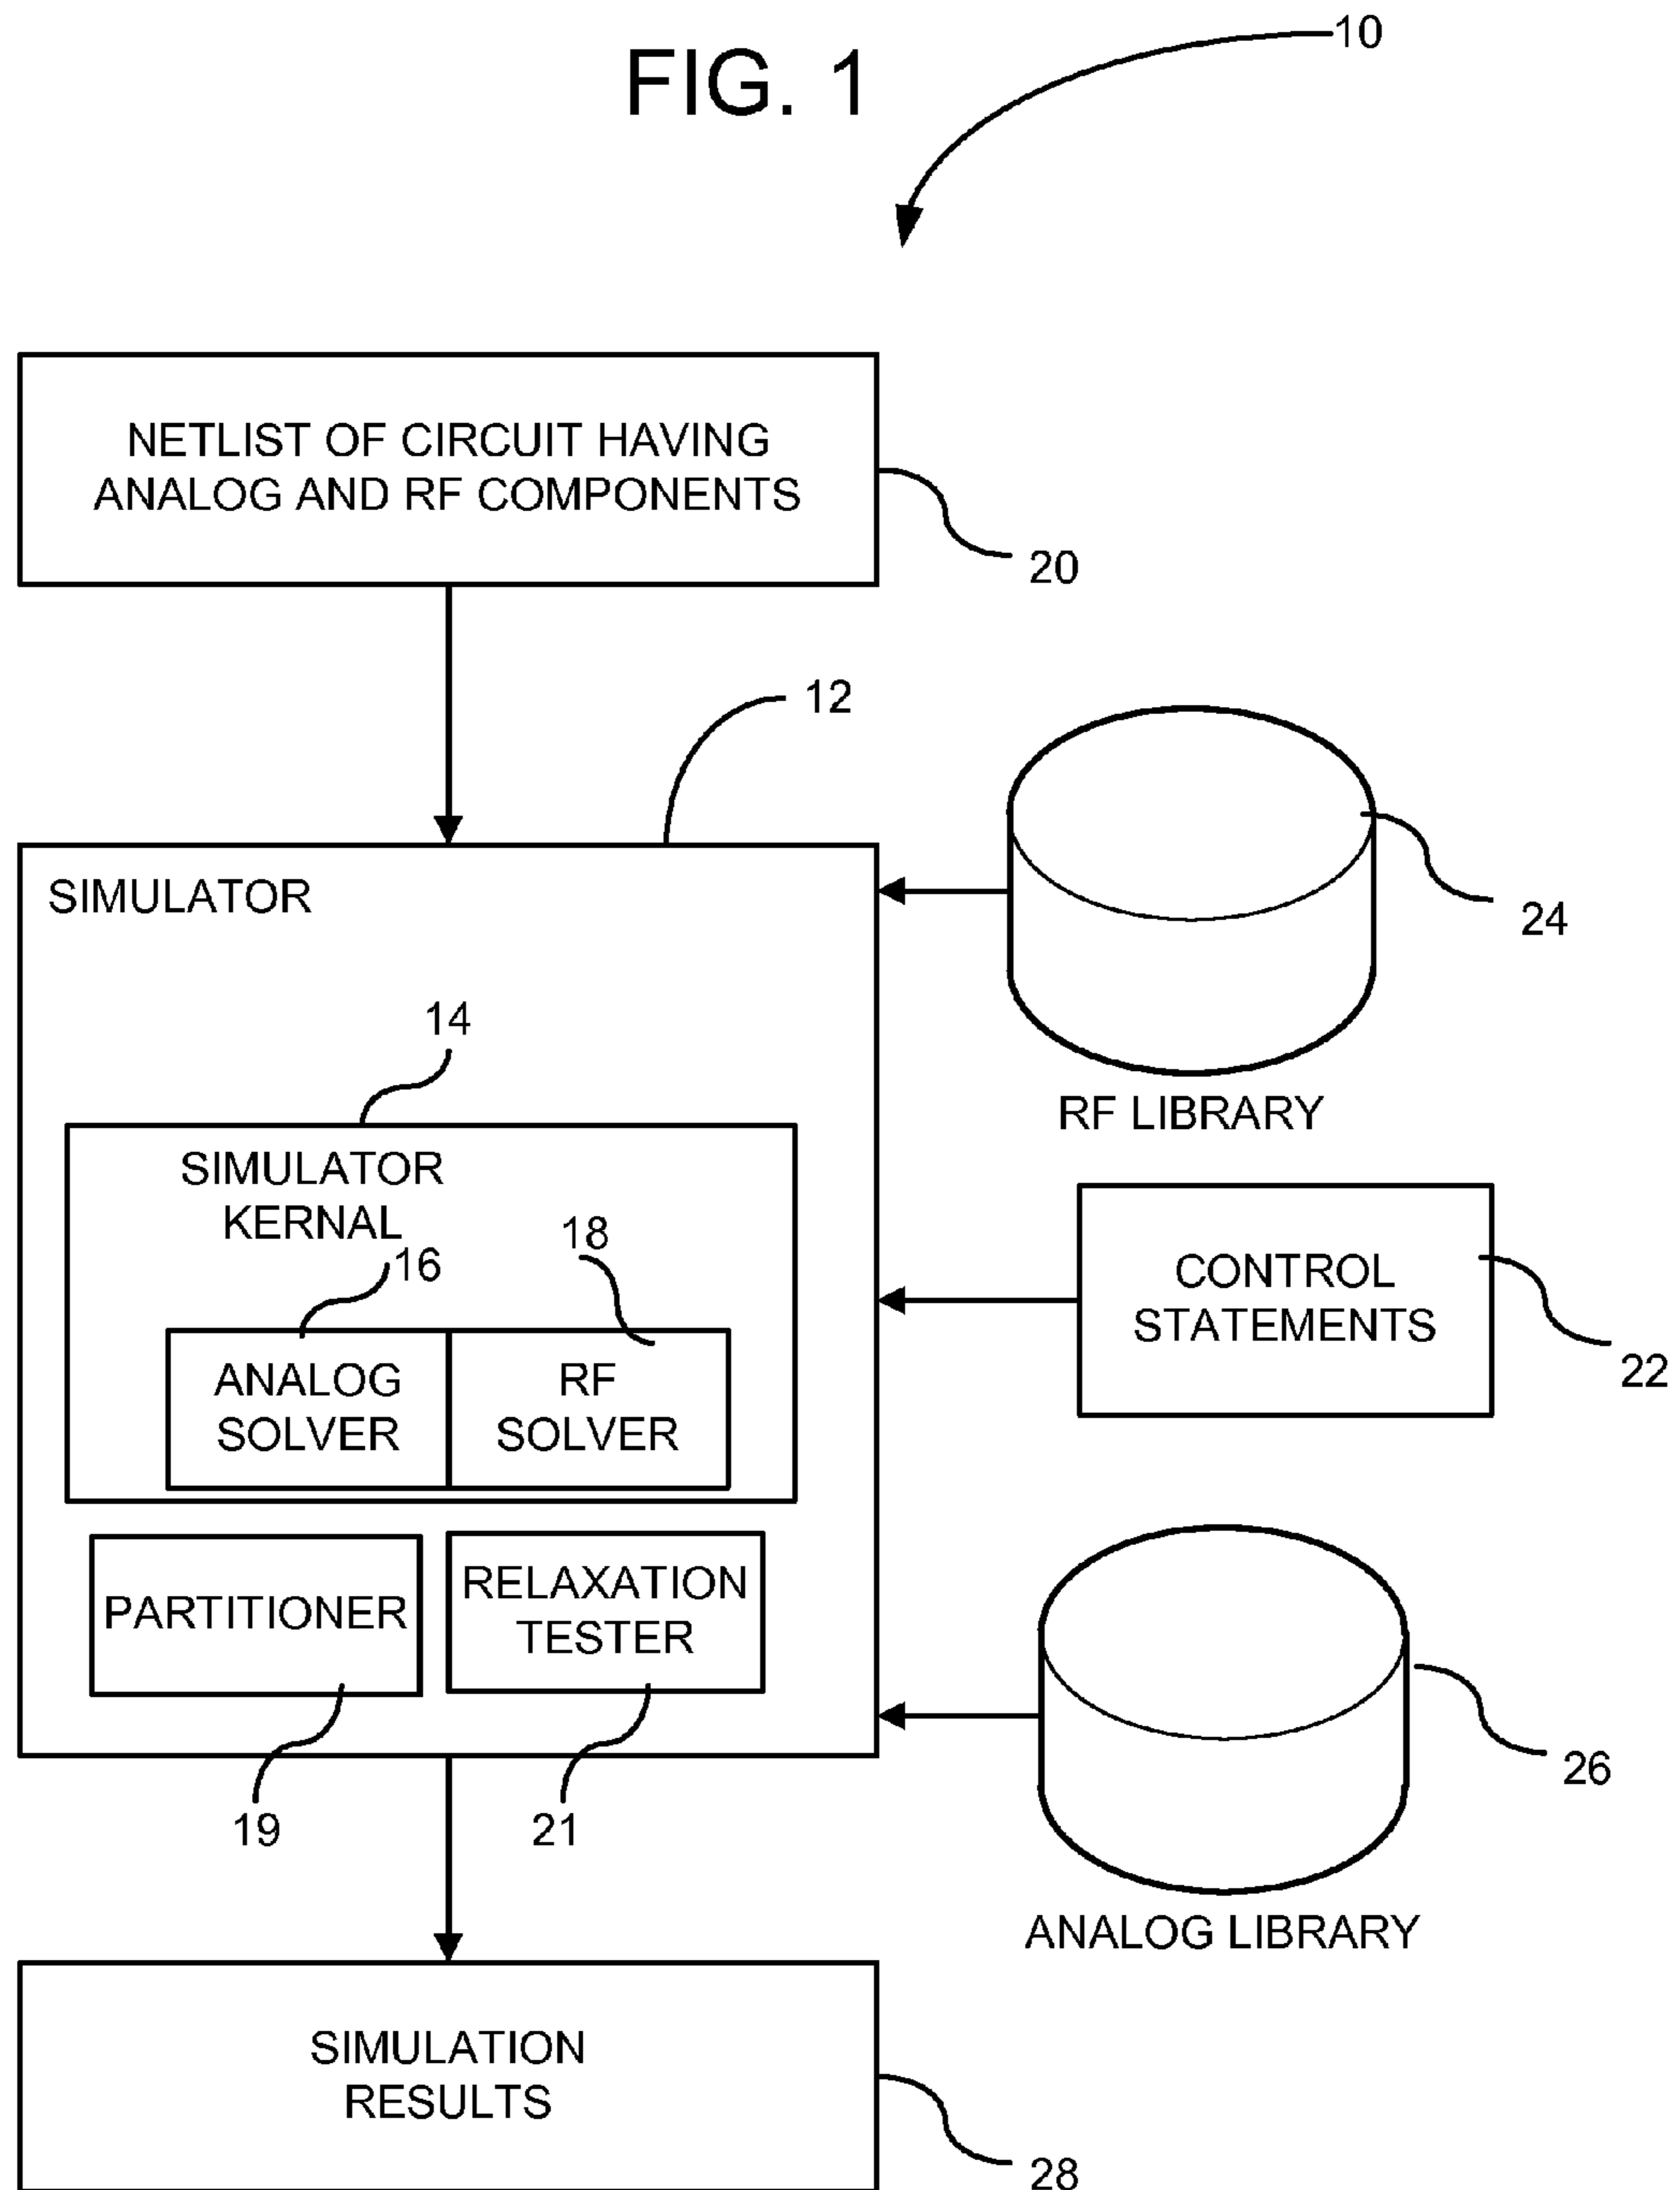 10
FIG. 1
NETLIST OF CIRCUIT HAVING
ANALOG AND RF COMPONENTS
20
12
SIMULATOR
24
14
RF LIBRARY
SIMULATOR
KERNAL
18
16
CONTROL
STATEMENTS
22
ANALOG
SOLVER
RF
SOLVER
PARTITIONER
RELAXATION
TESTER
26
19
21
ANALOG LIBRARY
SIMULATION
RESULTS
28